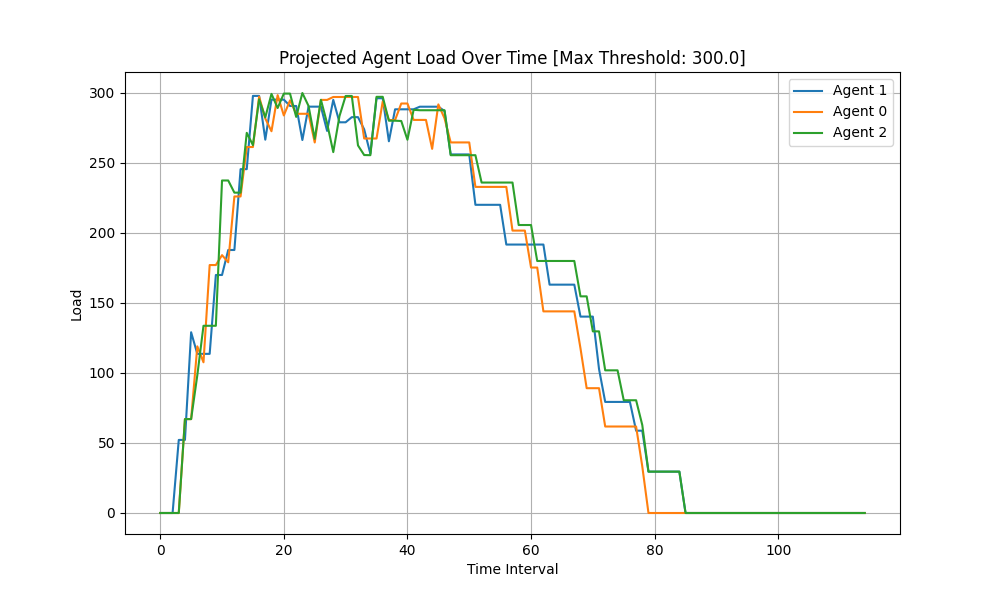 Projected Agent Load Over Time [Max Threshold: 300.0]
Agent 1
Agent 0
Agent 2
Load
300
250
200
150
100
50
0
0 20 40 60 80 100
Time Interval